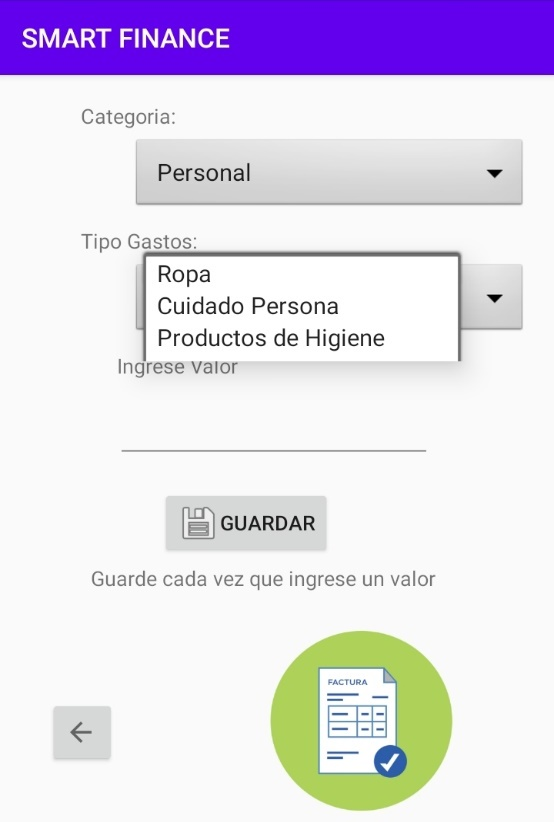 SMART FINANCE
Categoria:
Personal
Tipo Gastos:
Ropa
Cuidado Persona
Productos de Higiene
Ingrese Valor
GUARDAR
Guarde cada vez que ingrese un valor
FACTURA